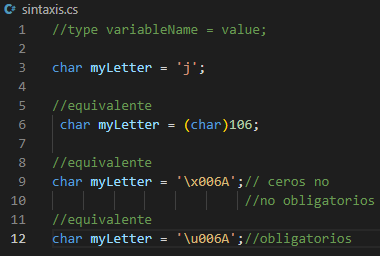 sintaxis.cs
1 //type variableName = value;
2
3 char myLetter = 'j';
4
5 //equivalente
6 char myLetter = (char)106;
7
8 //equivalente
9 char myLetter = '\x006A';// ceros no
10 //no obligatorios
11 //equivalente
12 char myLetter = '\u006A';//obligatorios